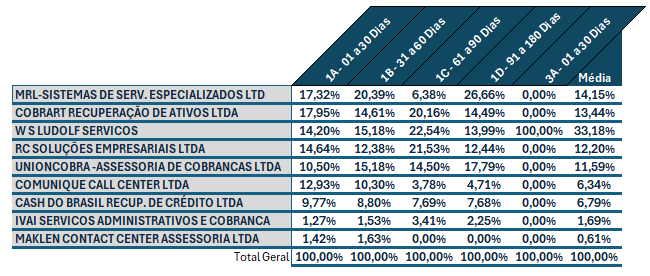 1A - 01 a 30 Dias 1B - 31 a 60 Dias 1C - 61 a 90 Dias 1D - 91 a 180 Dias 3A - 01 a 30 Dias Média
MRL-SISTEMAS DE SERV. ESPECIALIZADOS LTD 17,32% 20,39% 6,38% 26,66% 0,00% 14,15%
COBRART RECUPERAÇÃO DE ATIVOS LTDA 17,95% 14,61% 20,16% 14,49% 0,00% 13,44%
W S LUDOLF SERVICOS 14,20% 15,18% 22,54% 13,99% 100,00% 33,18%
RC SOLUÇÕES EMPRESARIAIS LTDA 14,64% 12,38% 21,53% 12,44% 0,00% 12,20%
UNIONCOBRA -ASSESSORIA DE COBRANCAS LTDA 10,50% 15,18% 14,50% 17,79% 0,00% 11,59%
COMUNIQUE CALL CENTER LTDA 12,93% 10,30% 3,78% 4,71% 0,00% 6,34%
CASH DO BRASIL RECUP. DE CRÉDITO LTDA 9,77% 8,80% 7,69% 7,68% 0,00% 6,79%
IVAI SERVICOS ADMINISTRATIVOS E COBRANCA 1,27% 1,53% 3,41% 2,25% 0,00% 1,69%
MAKLEN CONTACT CENTER ASSESSORIA LTDA 1,42% 1,63% 0,00% 0,00% 0,00% 0,61%
Total Geral 100,00% 100,00% 100,00% 100,00% 100,00% 100,00%